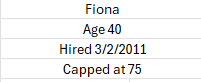 Fiona
Age 40
Hired 3/2/2011
Capped at 75